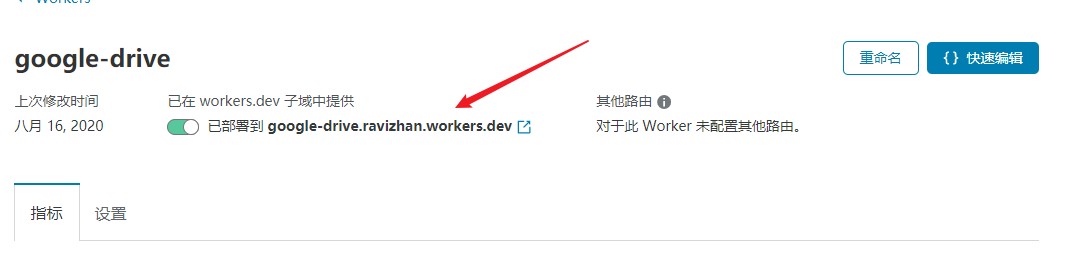 Workers
google-drive
重命名
{ } 快速编辑
上次修改时间
已在 workers.dev 子域中提供
其他路由
八月 16, 2020
已部署到 google-drive.ravizhan.workers.dev
对于此 Worker 未配置其他路由。
指标
设置